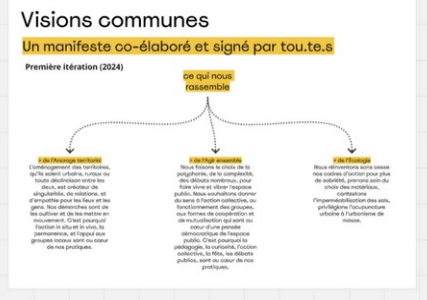 Visions communes
Un manifeste co-élaboré et signé par tou.te.s
Première itération (2024)
ce qui nous
rassemble
> de l'Ancrage territorial
L'aménagement des territoires,
qu'ils soient urbains, ruraux ou
toute déclinaison entre les
deux, est créateur de
singularités, de relations, et
d'empathie pour les lieux et les
gens. Nos démarches sont de
les cultiver et de les mettre en
mouvement. C'est pourquoi
l'action in situ et in vivo, la
permanence, et l'appui aux
groupes locaux sont au cœur
de nos pratiques.
> de l'Agir ensemble
Nous faisons le choix de la
polyphonie, de la complexité,
des débats nombreux, pour
faire vivre et vibrer l'espace
public. Nous souhaitons donner
du sens à l'action collective, au
fonctionnement des groupes,
aux formes de coopération et
de mutualisation qui sont au
cœur d'une pensée
démocratique de l'espace
public. C'est pourquoi la
pédagogie, la curiosité, l'action
collective, la fête, les débats
publics, sont au cœur de nos
pratiques.
> de l'Écologie
Nous réinventons sans cesse
nos cadres d'action pour plus
de sobriété, prenons soin du
choix des matériaux,
contestons
l'imperméabilisation des sols,
privilégions l'acupuncture
urbaine à l'urbanisme de
masse.